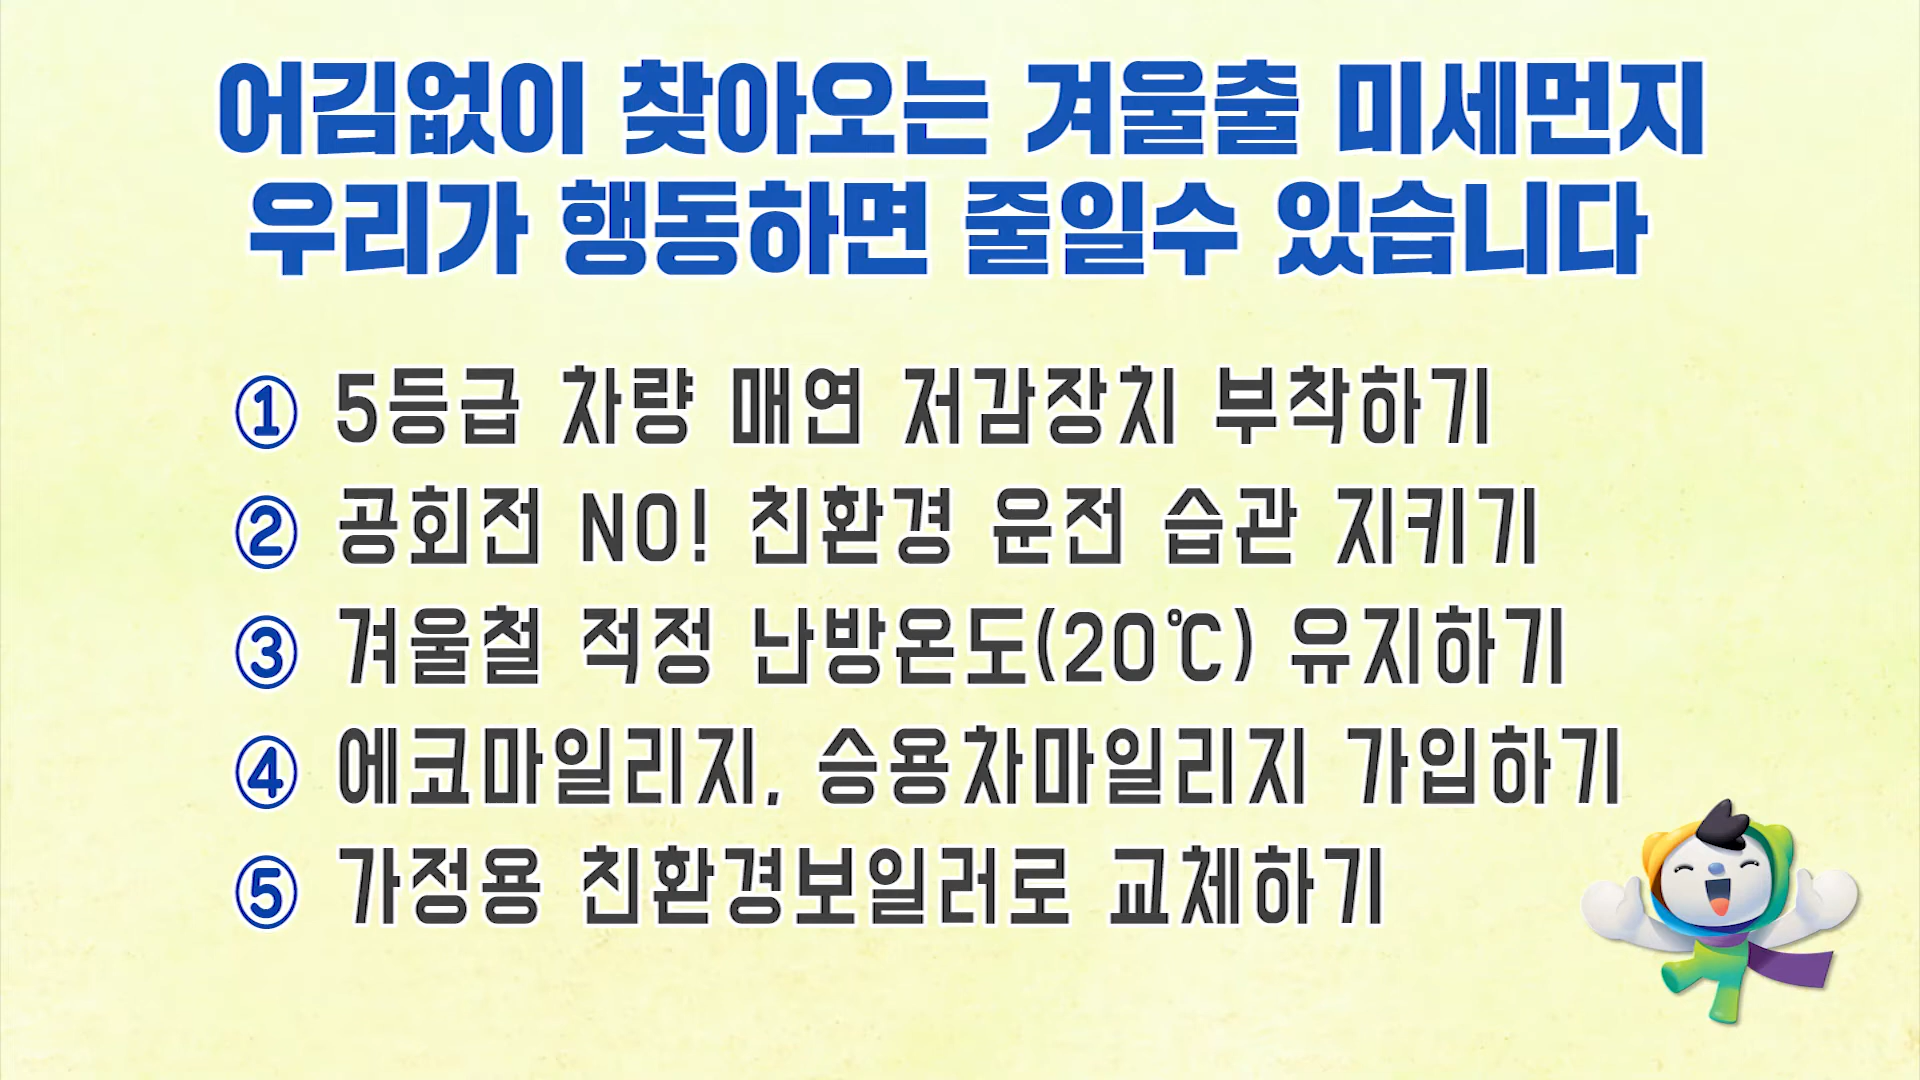 어김없이 찾아오는 겨울출 미세먼지
우리가 행동하면 줄일수 있습니다
① 5등급 차량 매연 저감장치 부착하기
② 공회전 NO! 친환경 운전 습관 지키기
③ 겨울철 적정 난방온도(20℃) 유지하기
④ 에코마일리지, 승용차마일리지 가입하기
⑤ 가정용 친환경보일러로 교체하기